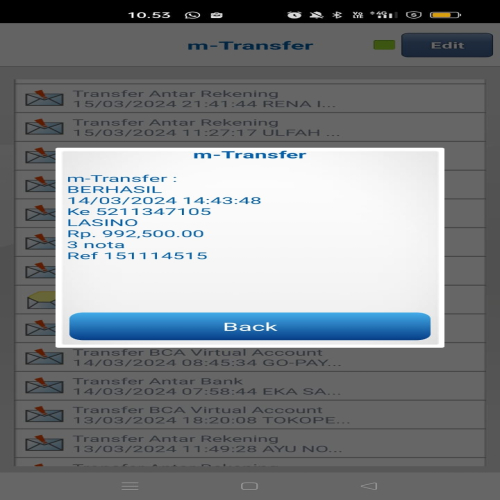 10.53
m-Transfer
Edit
Transfer Antar Rekening
15/03/2024 21:41:44 RENA I...
Transfer Antar Rekening
15/03/2024 11:27:17 ULFAH ...
m-Transfer
m-Transfer :
BERHASIL
14/03/2024 14:43:48
Ke 5211347105
LASINO
Rp. 992,500.00
3 nota
Ref 151114515
Back
Transfer BCA Virtual Account
14/03/2024 08:45:34 GO-PAY...
Transfer Antar Bank
14/03/2024 07:58:44 EKA SA...
Transfer BCA Virtual Account
13/03/2024 18:20:08 TOKOPE...
Transfer Antar Rekening
13/03/2024 11:49:28 AYU NO...